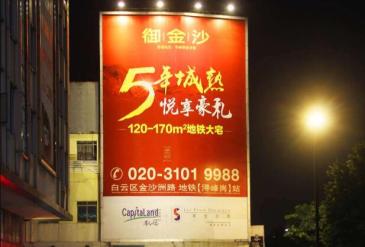 御金沙
5年城熟
悦享豪礼
120-170m²地铁大宅
020-3101 9988
白云区金沙洲路 地铁【浔峰岗】站
CapitaLand